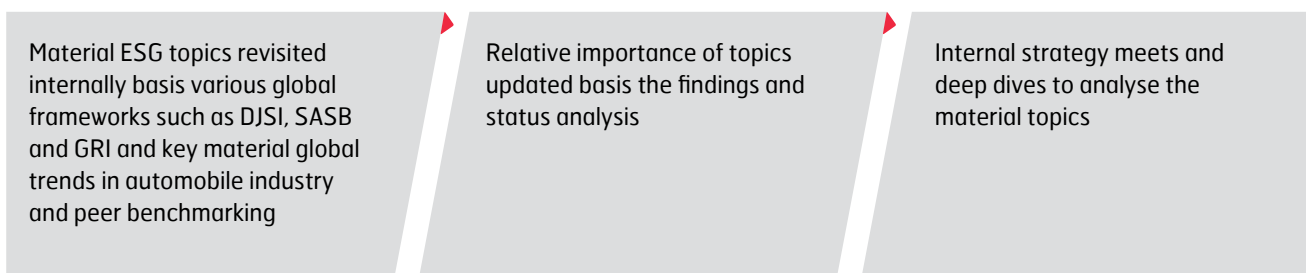 Material ESG topics revisited
internally basis various global
frameworks such as DJSI, SASB
and GRI and key material global
trends in automobile industry
and peer benchmarking
Relative importance of topics
updated basis the findings and
status analysis
Internal strategy meets and
deep dives to analyse the
material topics